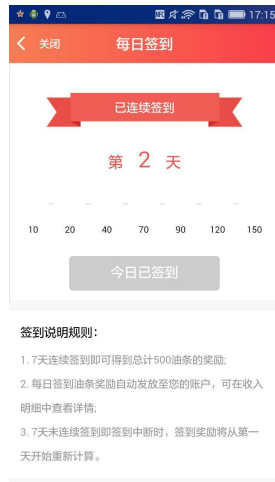 17:15
关闭 每日签到
已连续签到
第 2 天
10 20 40 70 90 120 150
今日已签到
签到说明规则：
1. 7天连续签到即可得到总计500油条的奖励;
2. 每日签到油条奖励自动发放至您的账户，可在收入
明细中查看详情;
3. 7天未连续签到即签到中断时，签到奖励将从第一
天开始重新计算。